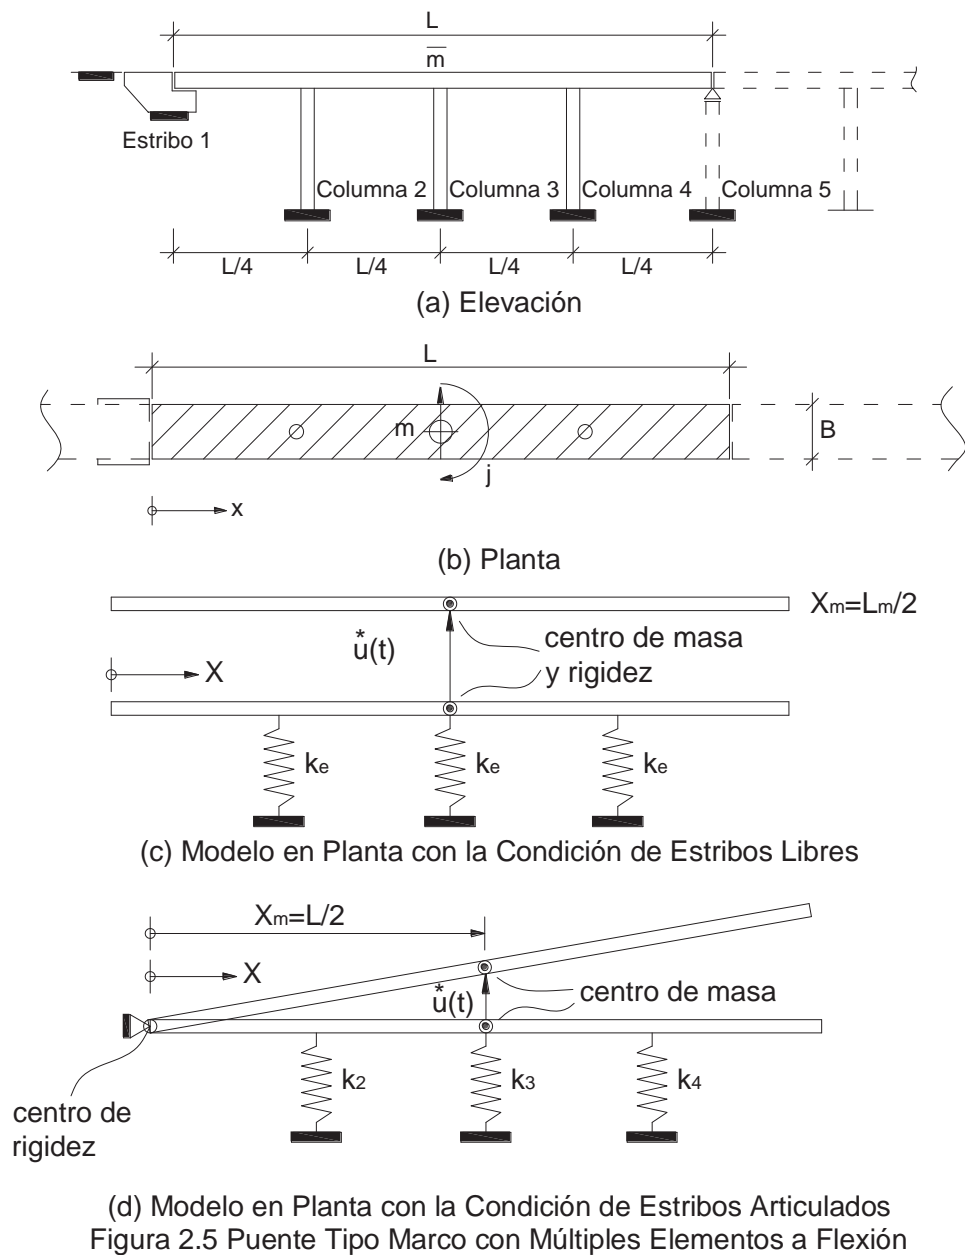 L
m
Estribo 1
Columna 2 Columna 3 Columna 4 Columna 5
L/4 L/4 L/4 L/4
(a) Elevación
L
m
B
j
x
(b) Planta
Xm=Lm/2
centro de masa
y rigidez
*
u(t)
X
ke ke ke
(c) Modelo en Planta con la Condición de Estribos Libres
Xm=L/2
X
*
u(t)
centro de masa
k2 k3 k4
centro de
rigidez
(d) Modelo en Planta con la Condición de Estribos Articulados
Figura 2.5 Puente Tipo Marco con Múltiples Elementos a Flexión